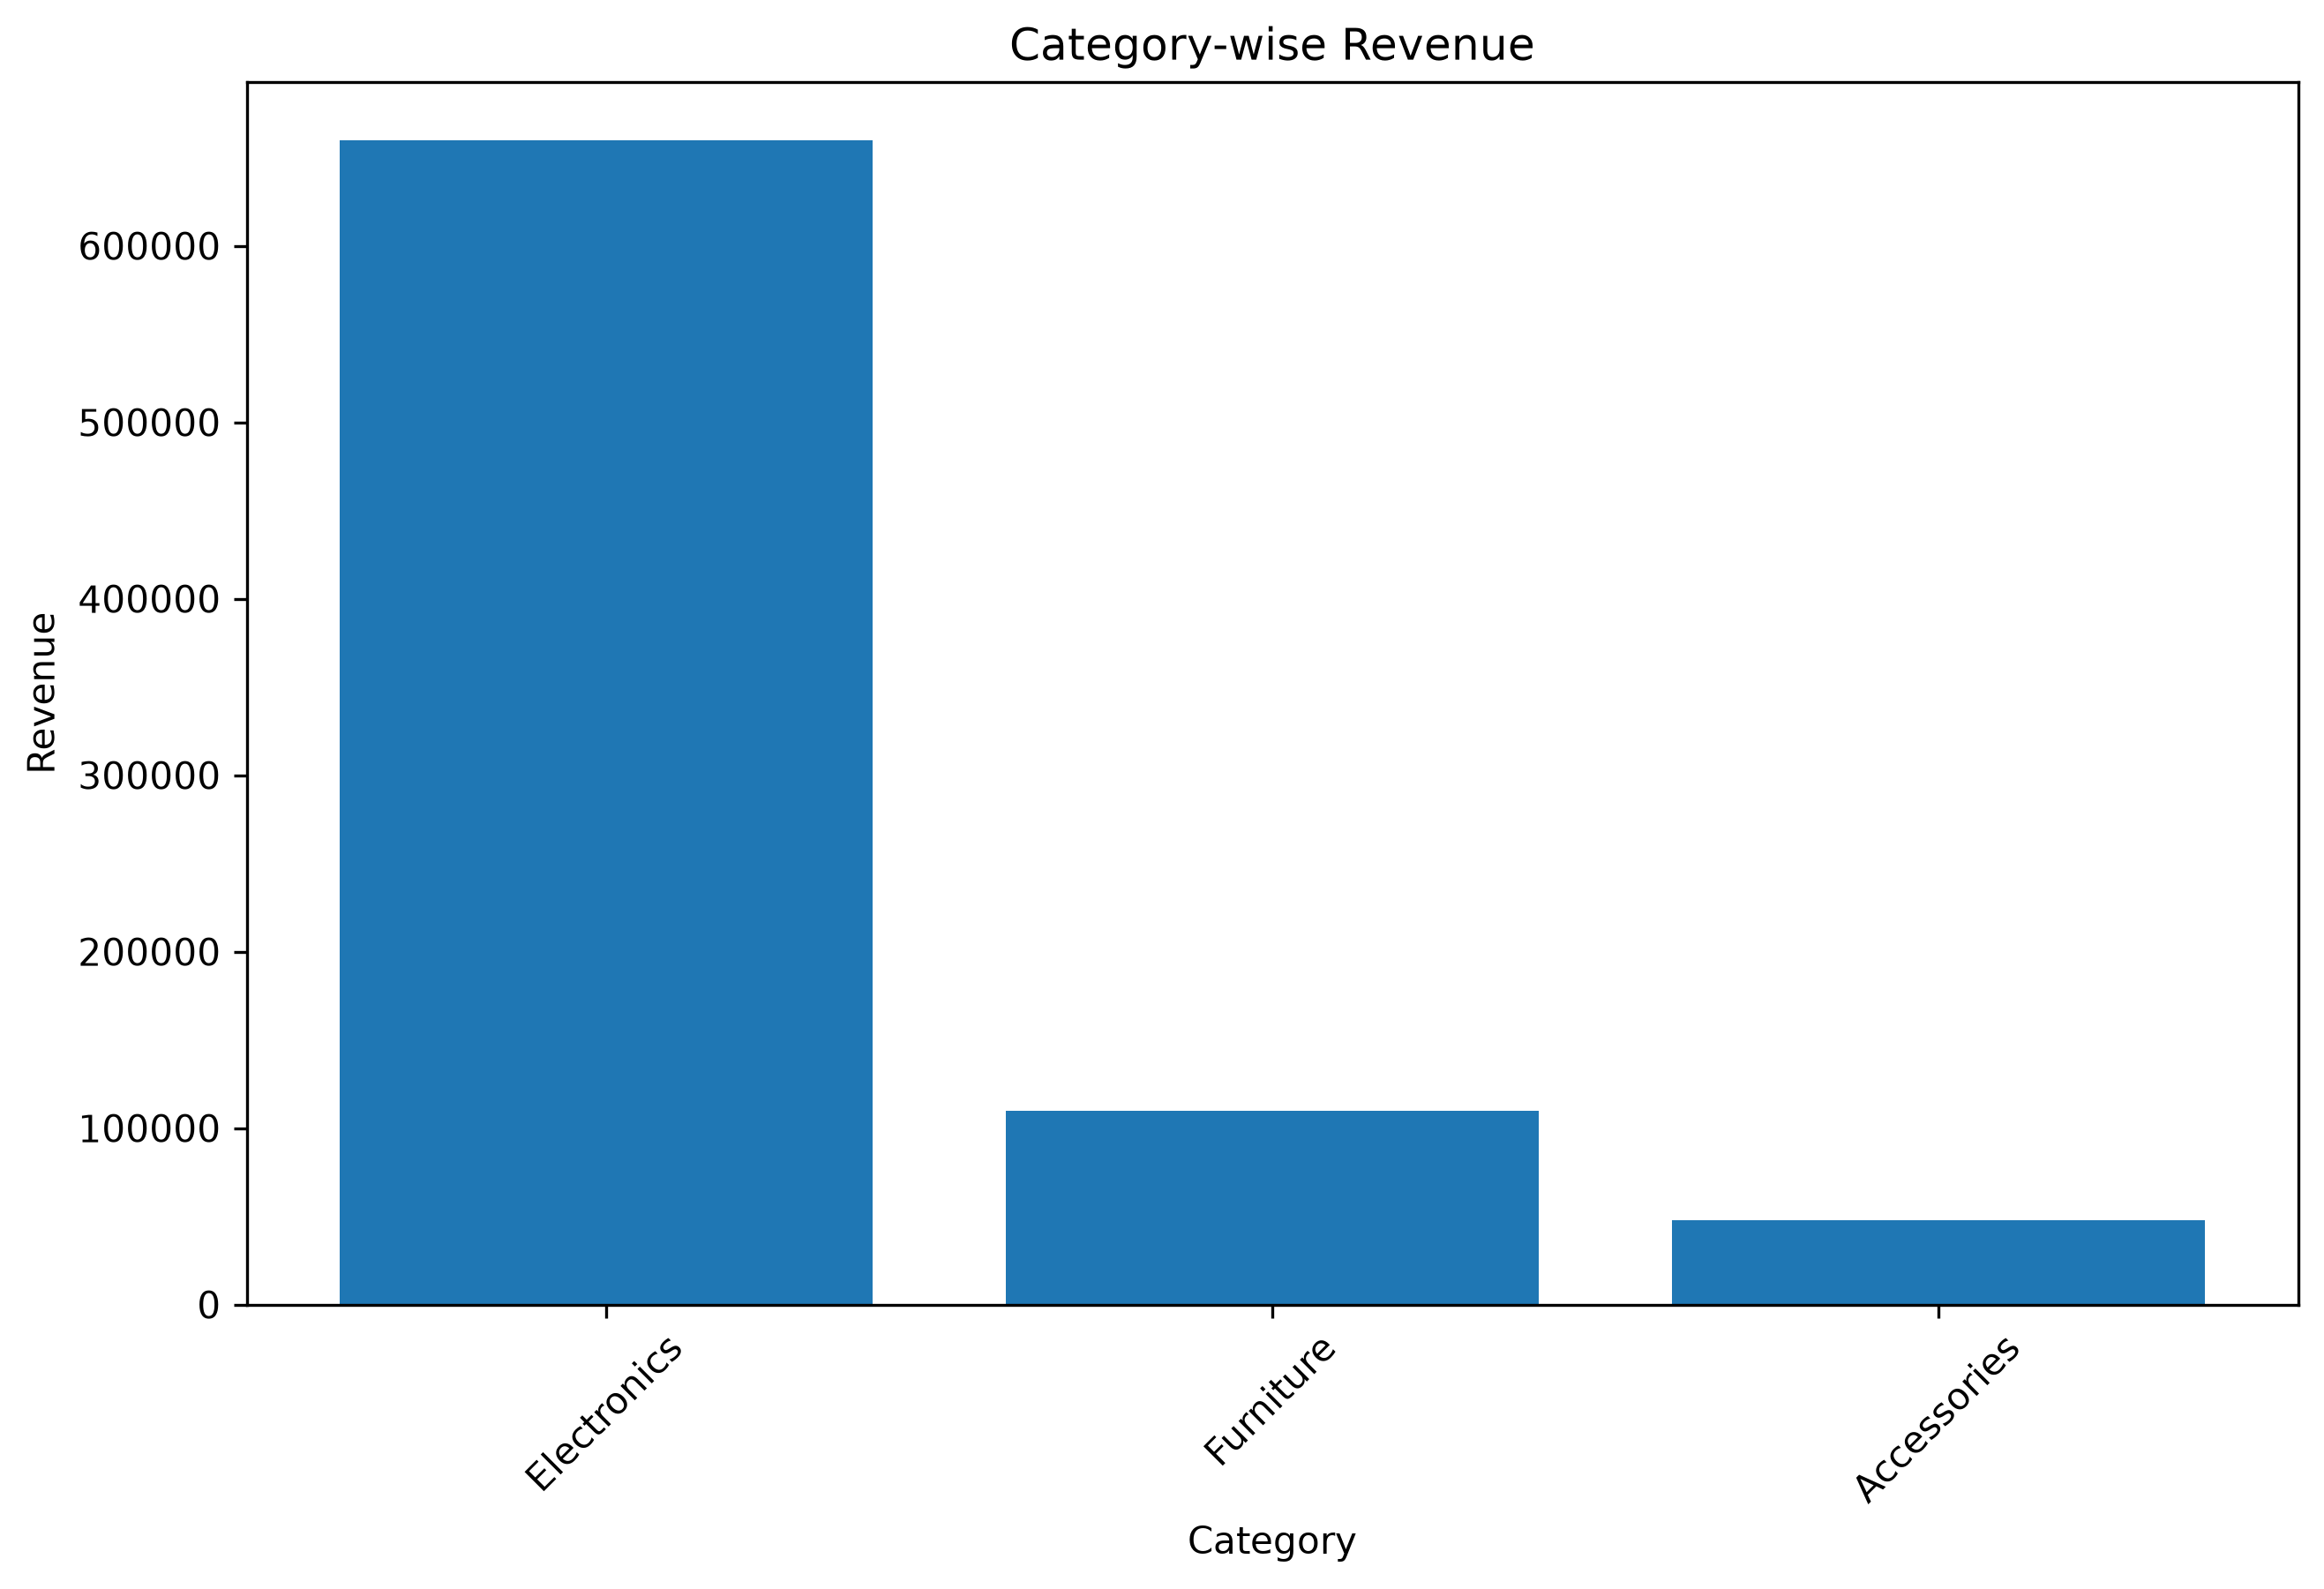 Category-wise Revenue
Revenue
600000
500000
400000
300000
200000
100000
0
Electronics
Furniture
Accessories
Category